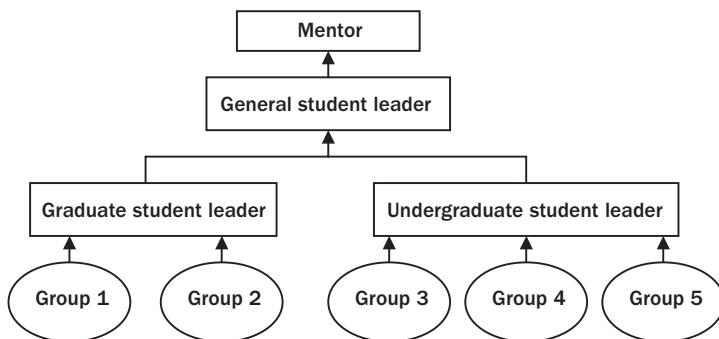 Mentor
General student leader
Graduate student leader
Undergraduate student leader
Group 1
Group 2
Group 3
Group 4
Group 5